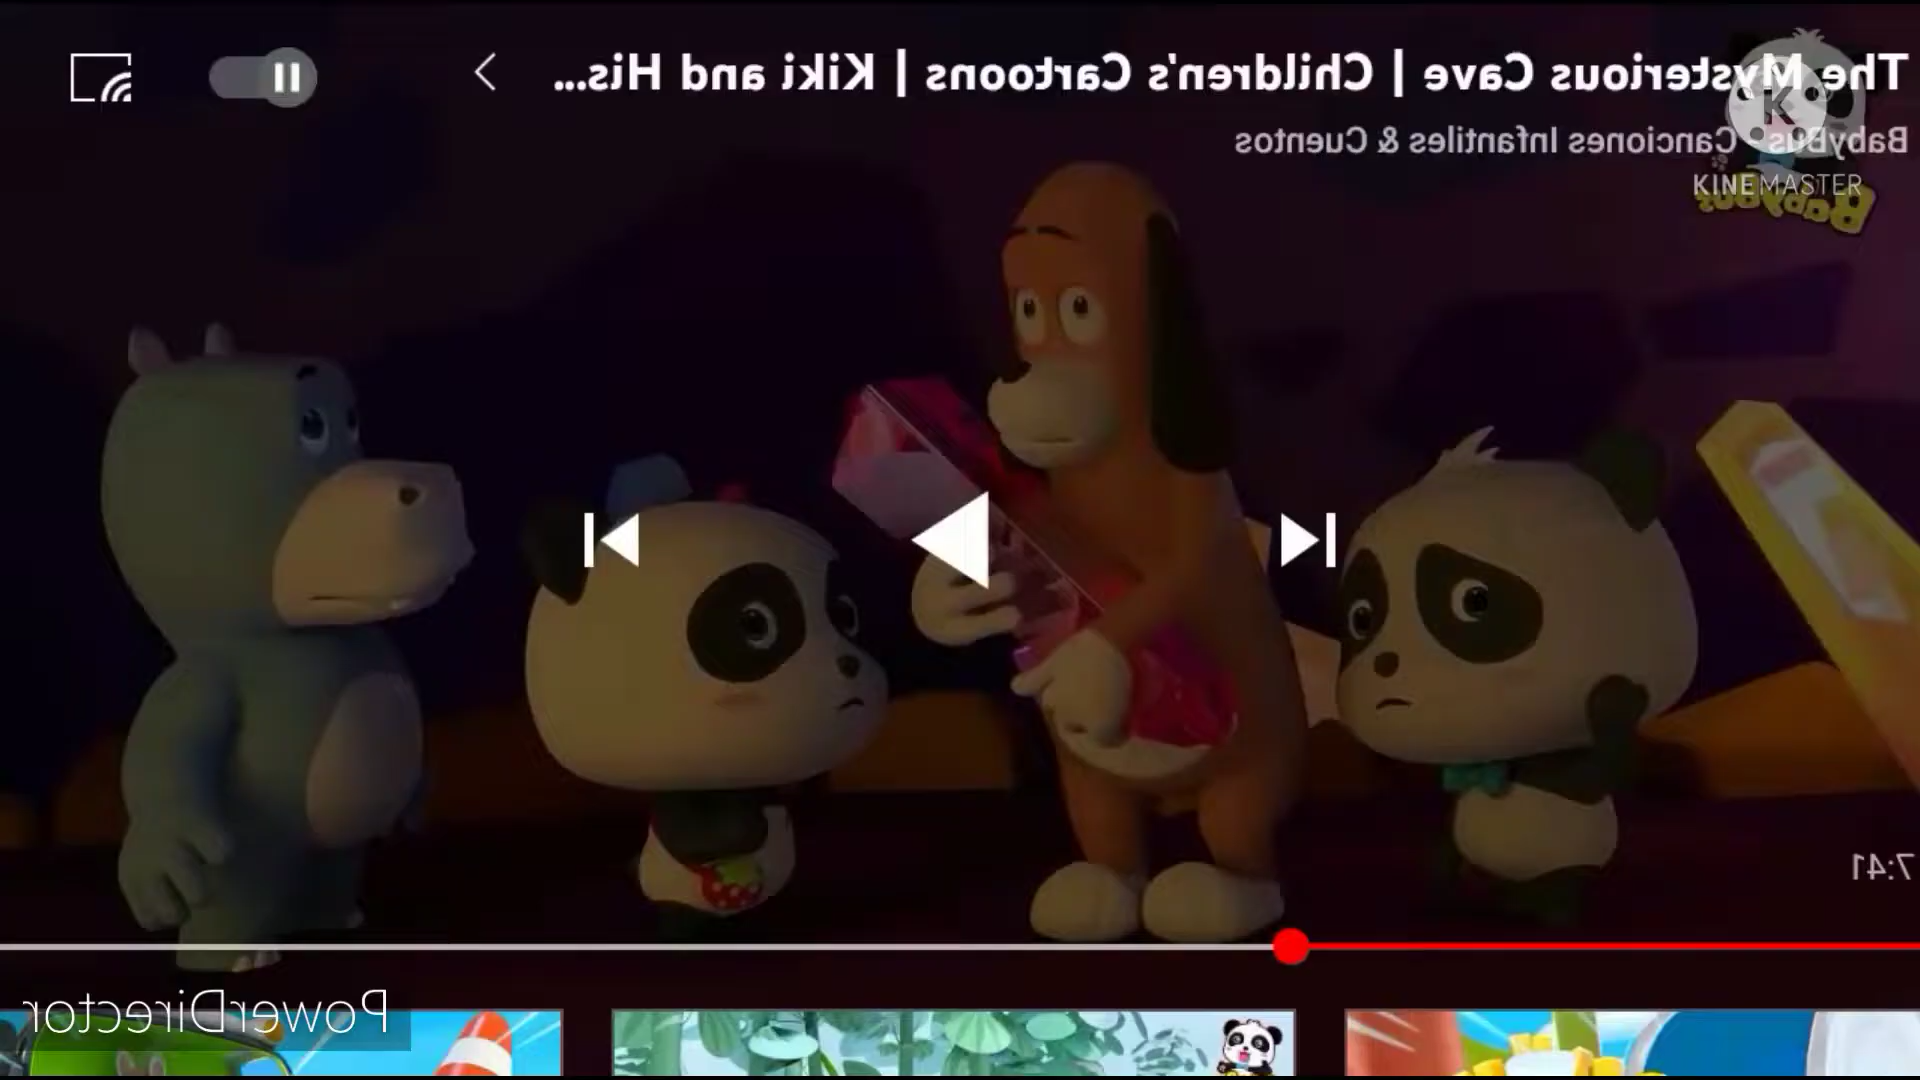 The Mysterious Cave | Children's Cartoons | Kiki and His...
BabyBus - Canciones Infantiles & Cuentos
K
KINEMASTER
BabyBus
7:41
PowerDirector